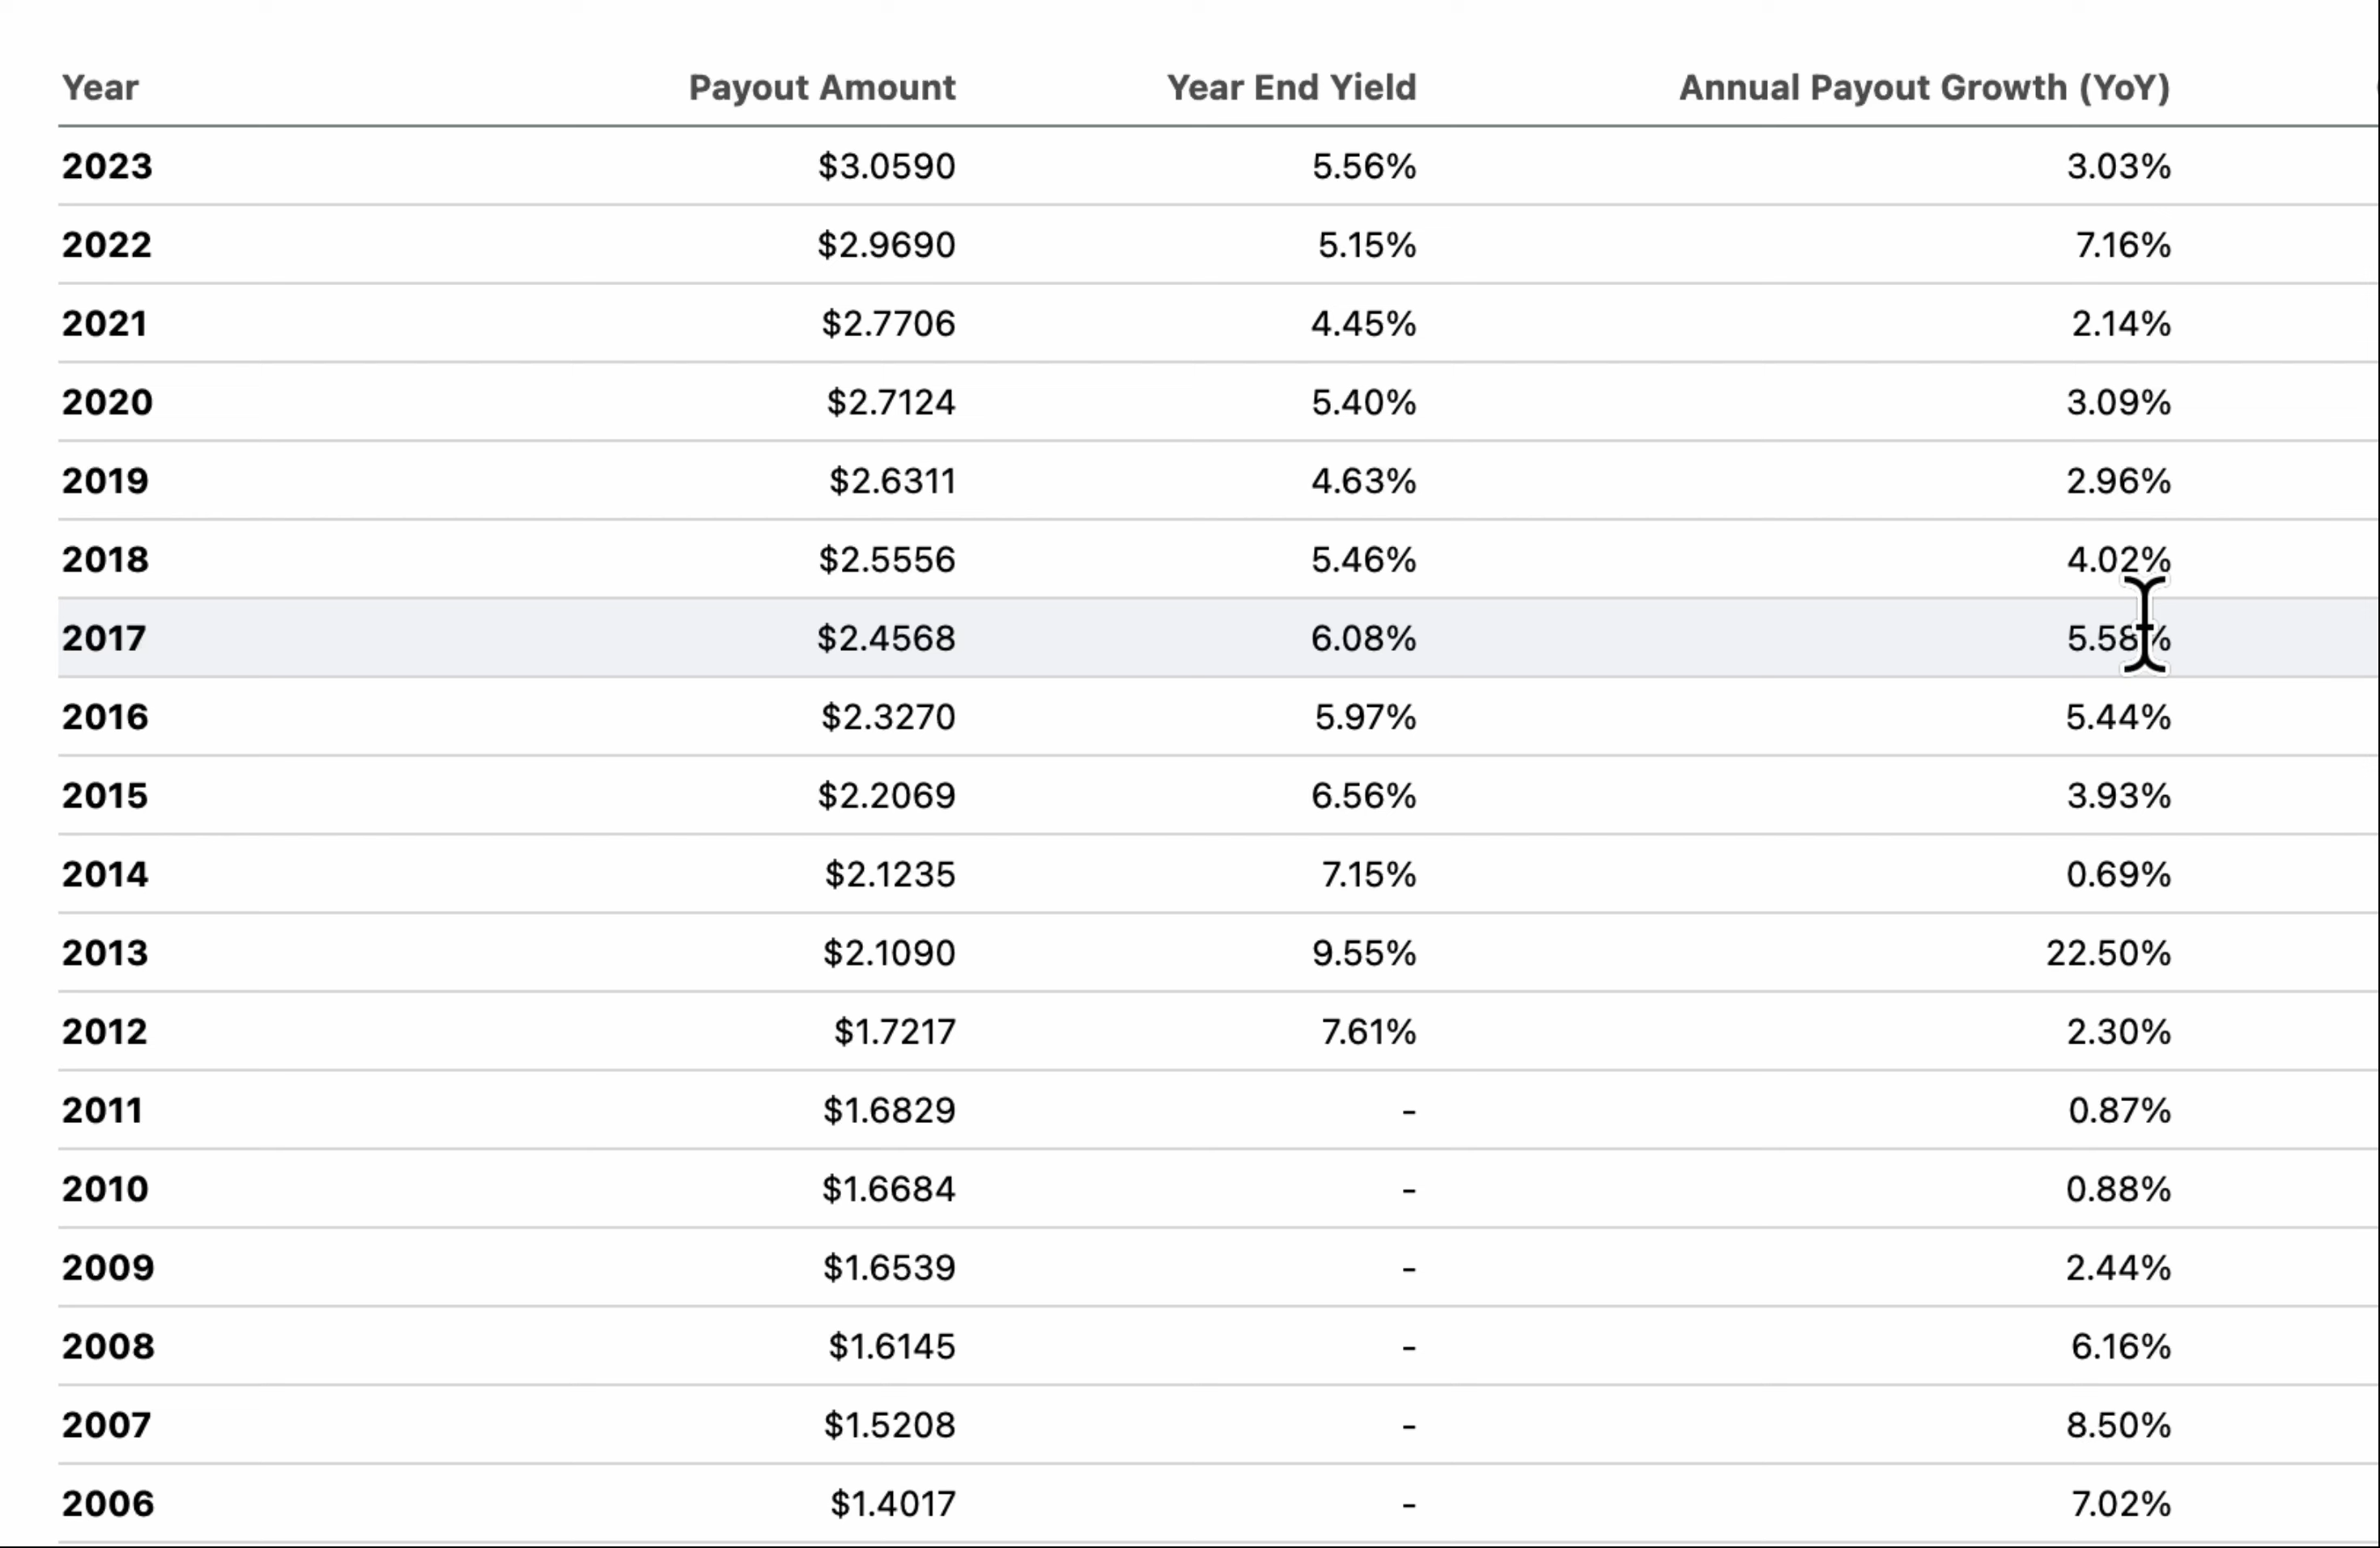 Year Payout Amount Year End Yield Annual Payout Growth (YoY)
2023 $3.0590 5.56% 3.03%
2022 $2.9690 5.15% 7.16%
2021 $2.7706 4.45% 2.14%
2020 $2.7124 5.40% 3.09%
2019 $2.6311 4.63% 2.96%
2018 $2.5556 5.46% 4.02%
2017 $2.4568 6.08% 5.58%
2016 $2.3270 5.97% 5.44%
2015 $2.2069 6.56% 3.93%
2014 $2.1235 7.15% 0.69%
2013 $2.1090 9.55% 22.50%
2012 $1.7217 7.61% 2.30%
2011 $1.6829 - 0.87%
2010 $1.6684 - 0.88%
2009 $1.6539 - 2.44%
2008 $1.6145 - 6.16%
2007 $1.5208 - 8.50%
2006 $1.4017 - 7.02%